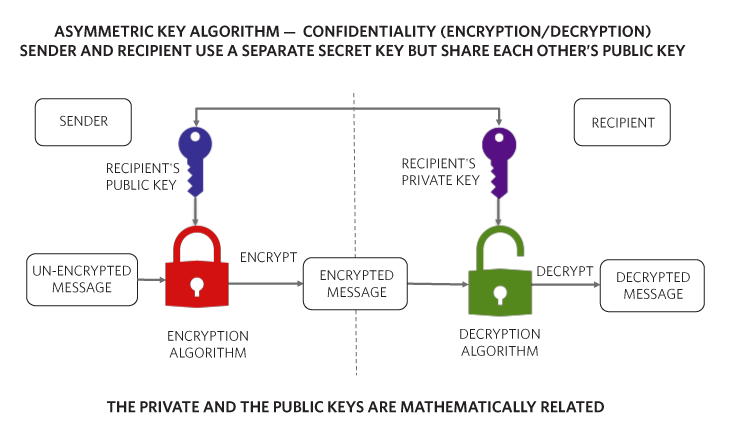 ASYMMETRIC KEY ALGORITHM — CONFIDENTIALITY (ENCRYPTION/DECRYPTION)
SENDER AND RECIPIENT USE A SEPARATE SECRET KEY BUT SHARE EACH OTHER'S PUBLIC KEY
SENDER
RECIPIENT
RECIPIENT'S
PUBLIC KEY
RECIPIENT'S
PRIVATE KEY
UN-ENCRYPTED
MESSAGE
ENCRYPT
ENCRYPTED
MESSAGE
DECRYPT
DECRYPTED
MESSAGE
ENCRYPTION
ALGORITHM
DECRYPTION
ALGORITHM
THE PRIVATE AND THE PUBLIC KEYS ARE MATHEMATICALLY RELATED